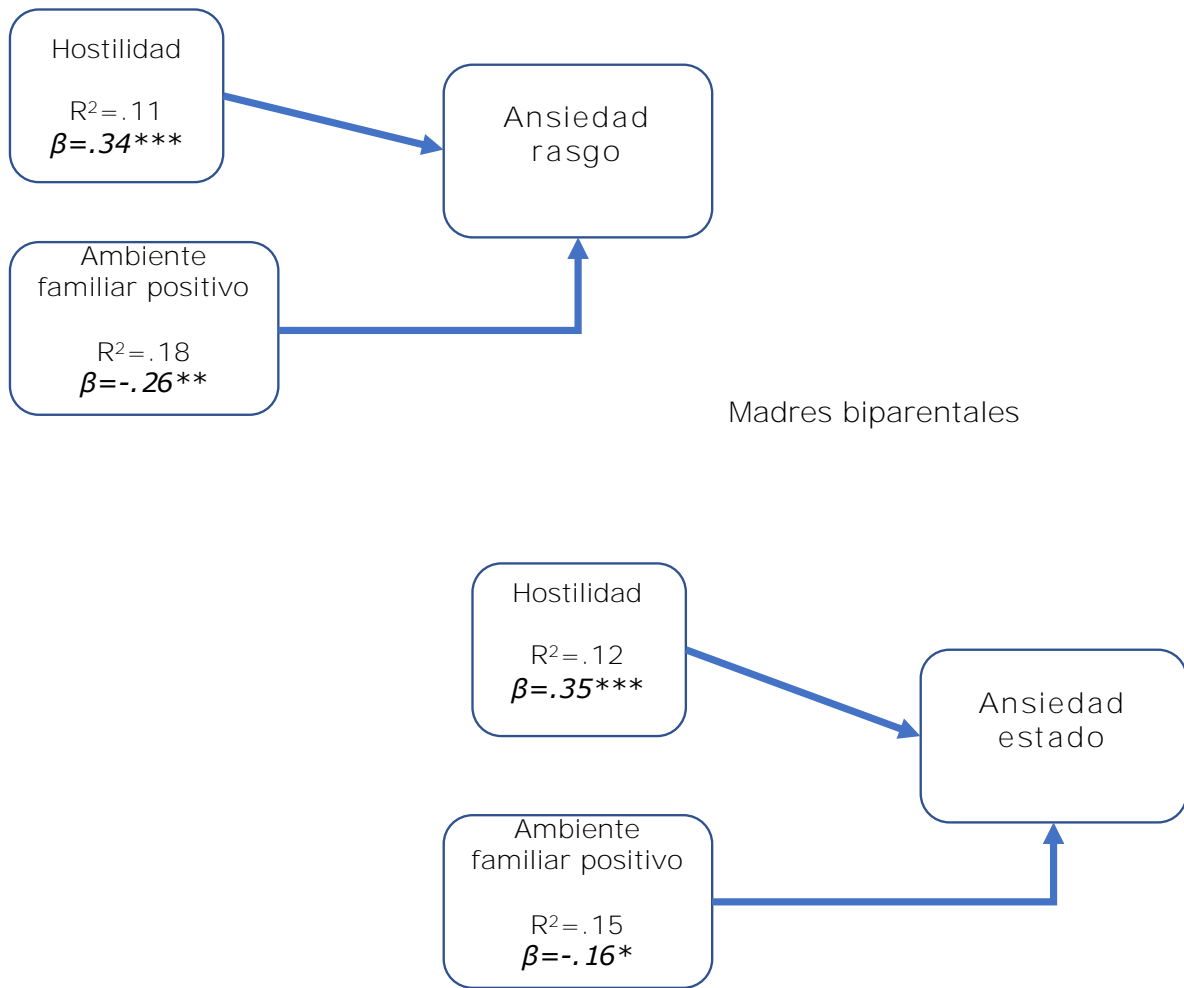 Hostilidad
R²=.11
β=.34***
Ansiedad
rasgo
Ambiente
familiar positivo
R²=.18
β=-.26**
Madres biparentales
Hostilidad
R²=.12
β=.35***
Ansiedad
estado
Ambiente
familiar positivo
R²=.15
β=-.16*